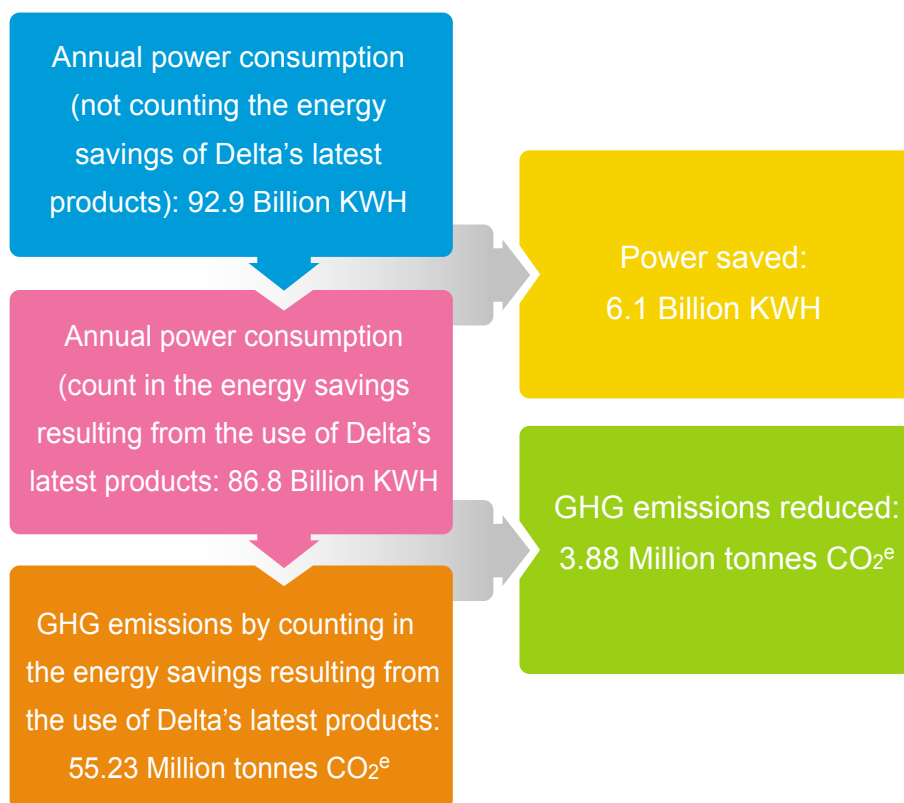 Annual power consumption
(not counting the energy
savings of Delta’s latest
products): 92.9 Billion KWH
Power saved:
6.1 Billion KWH
Annual power consumption
(count in the energy savings
resulting from the use of Delta’s
latest products: 86.8 Billion KWH
GHG emissions reduced:
3.88 Million tonnes CO₂ᵉ
GHG emissions by counting in
the energy savings resulting from
the use of Delta’s latest products:
55.23 Million tonnes CO₂ᵉ